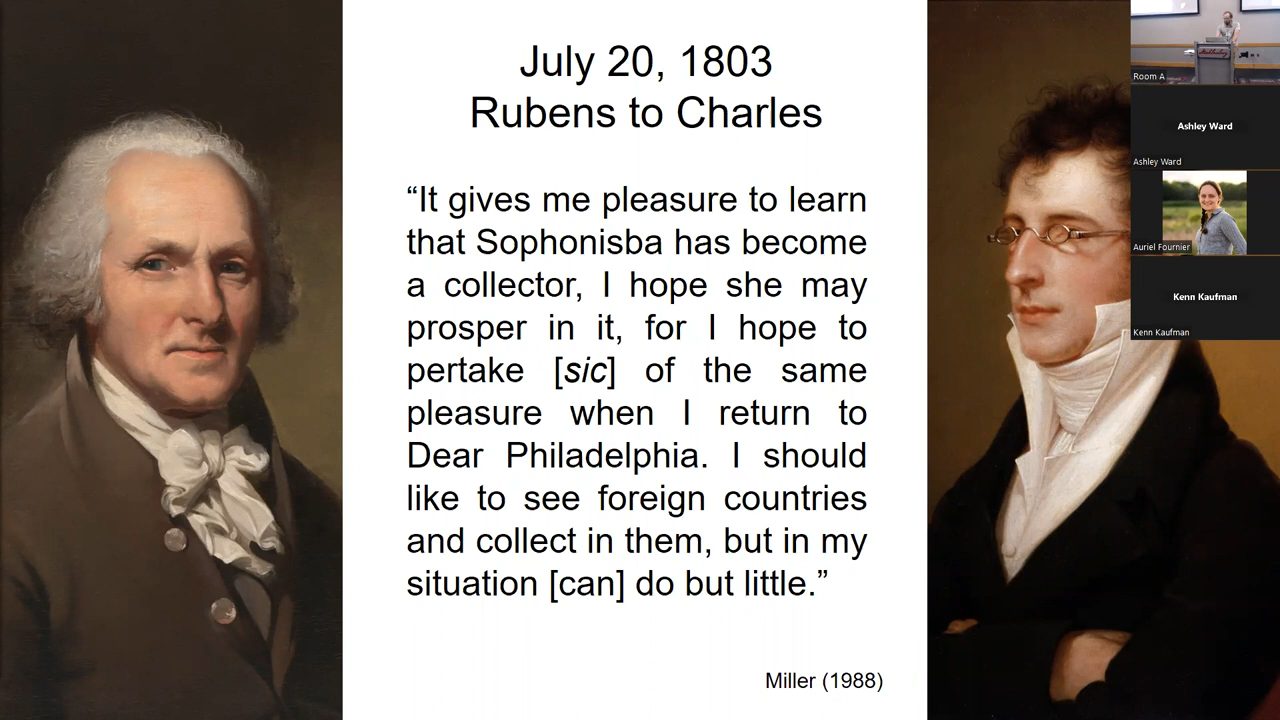 July 20, 1803
Rubens to Charles
“It gives me pleasure to learn
that Sophonisba has become
a collector, I hope she may
prosper in it, for I hope to
pertake [sic] of the same
pleasure when I return to
Dear Philadelphia. I should
like to see foreign countries
and collect in them, but in my
situation [can] do but little.”
Miller (1988)
Room A
Ashley Ward
Ashley Ward
Auriel Fournier
Kenn Kaufman
Kenn Kaufman